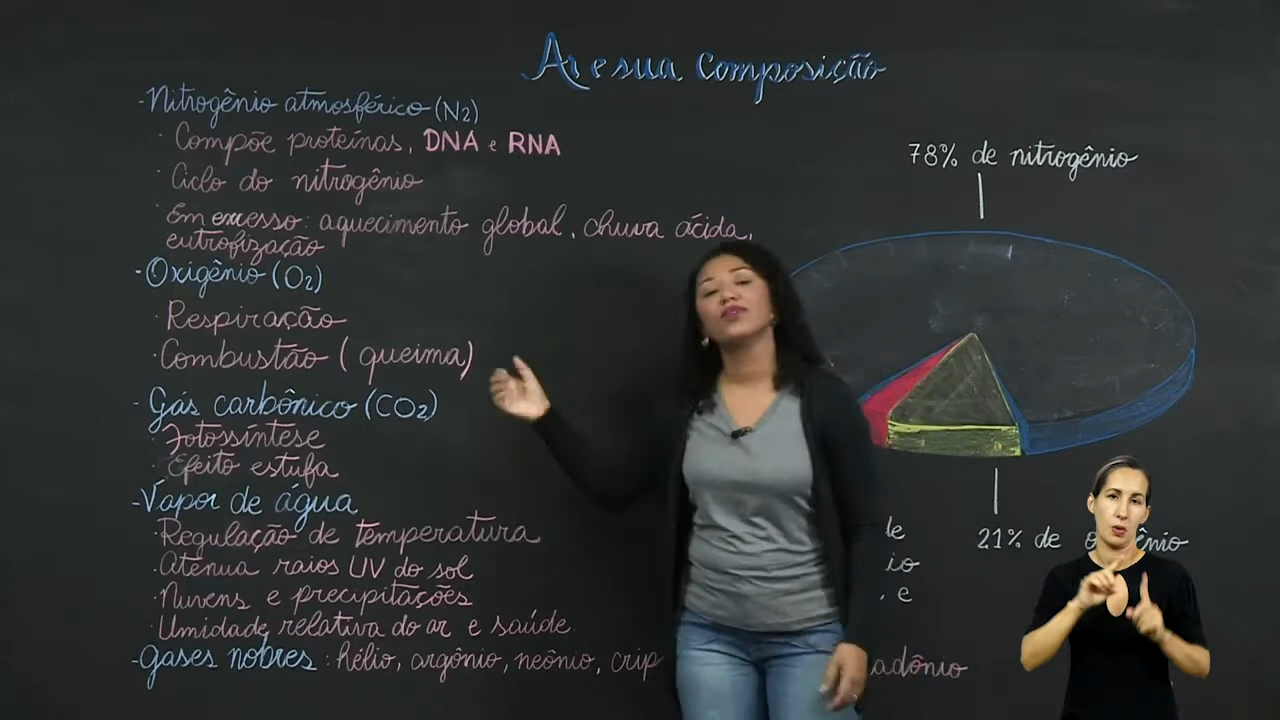 Ar e sua Composição
-Nitrogênio atmosférico (N2)
· Compõe proteínas, DNA e RNA
· Ciclo do nitrogênio
· Em excesso: aquecimento global, chuva ácida,
eutrofização
-Oxigênio (O2)
· Respiração
· Combustão (queima)
- Gás carbônico (CO2)
· Fotossíntese
· Efeito estufa
-Vapor de água
· Regulação de temperatura
· Atenua raios UV do sol
· Nuvens e precipitações
· Umidade relativa do ar e saúde
-Gases nobres: hélio, argônio, neônio, crip
adônio
78% de nitrogênio
21% de o ênio
le
io
, e